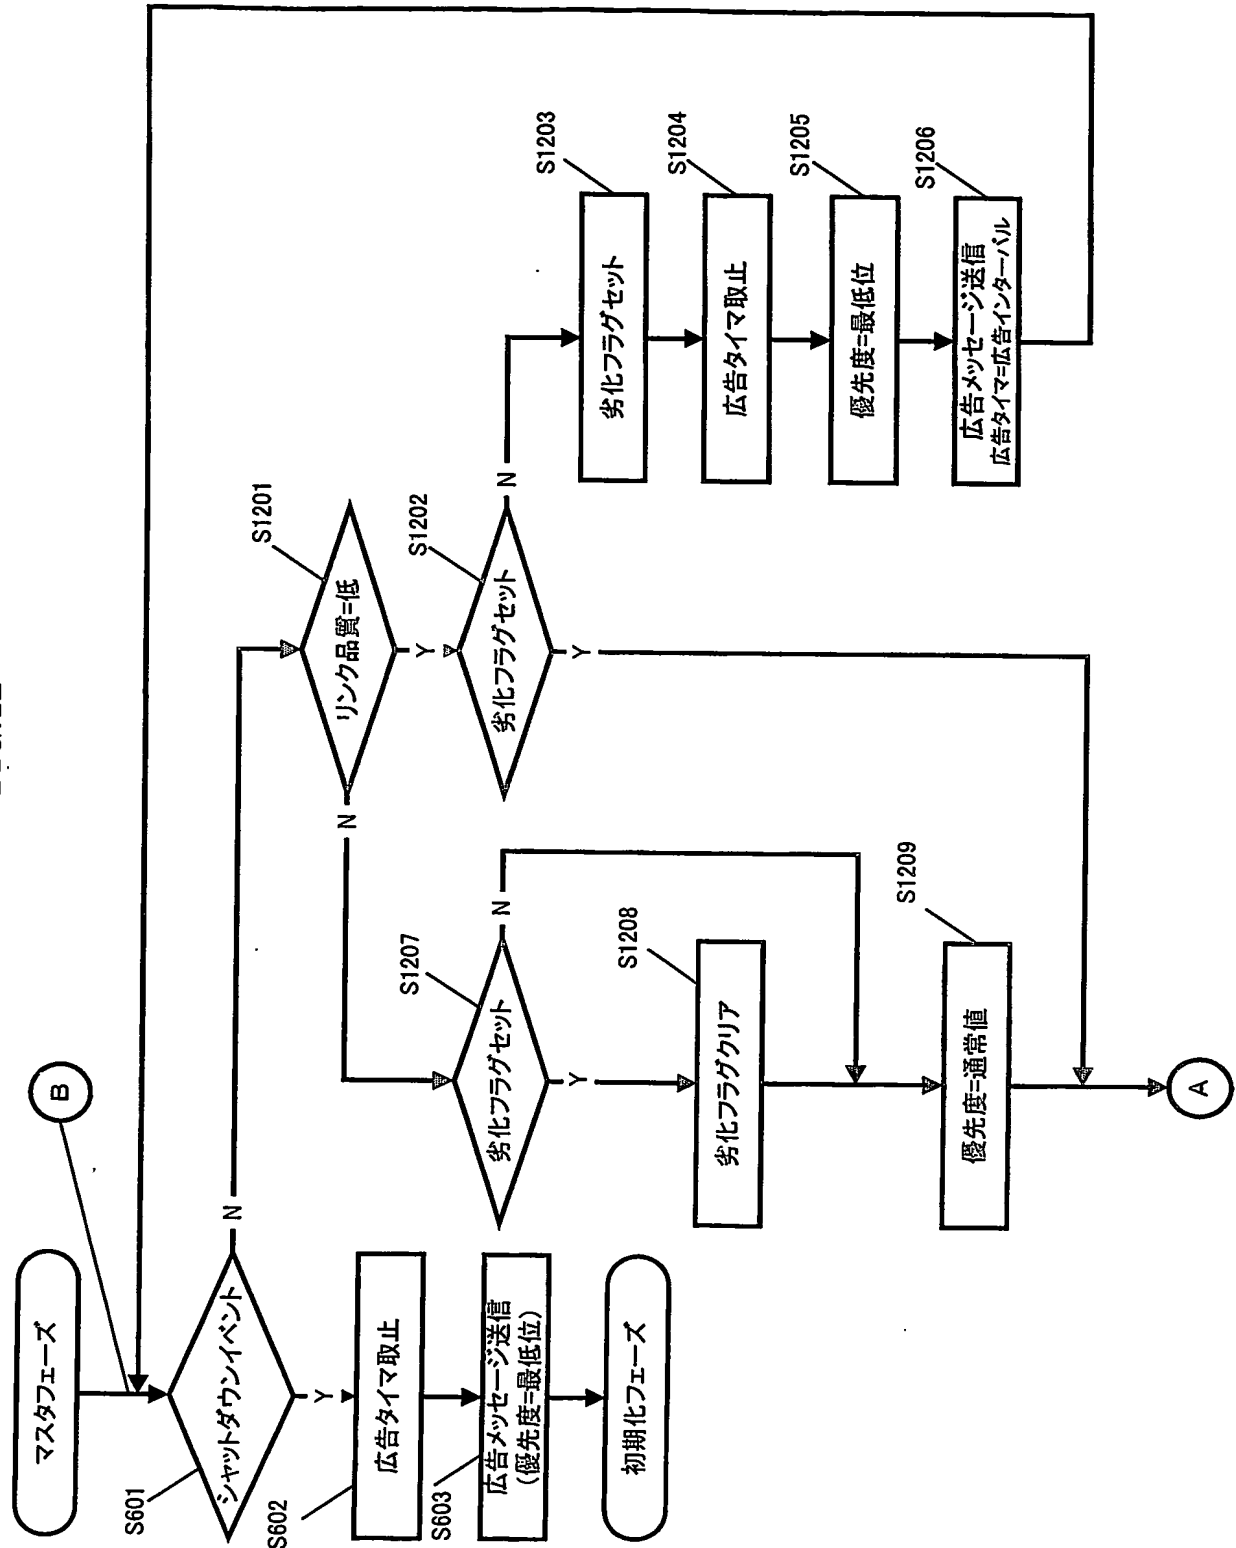 マスタフェーズ
B
S601
シャットダウンイベント
N
Y
S602
広告タイマ取止
S603
広告メッセージ送信
(優先度=最低位)
初期化フェーズ
S1201
リンク品質=低
N
Y
S1202
劣化フラグセット
N
Y
S1203
劣化フラグセット
S1204
広告タイマ取止
S1205
優先度=最低位
S1206
広告メッセージ送信
広告タイマ=広告インターバル
S1207
劣化フラグセット
N
Y
S1208
劣化フラグクリア
S1209
優先度=通常値
A